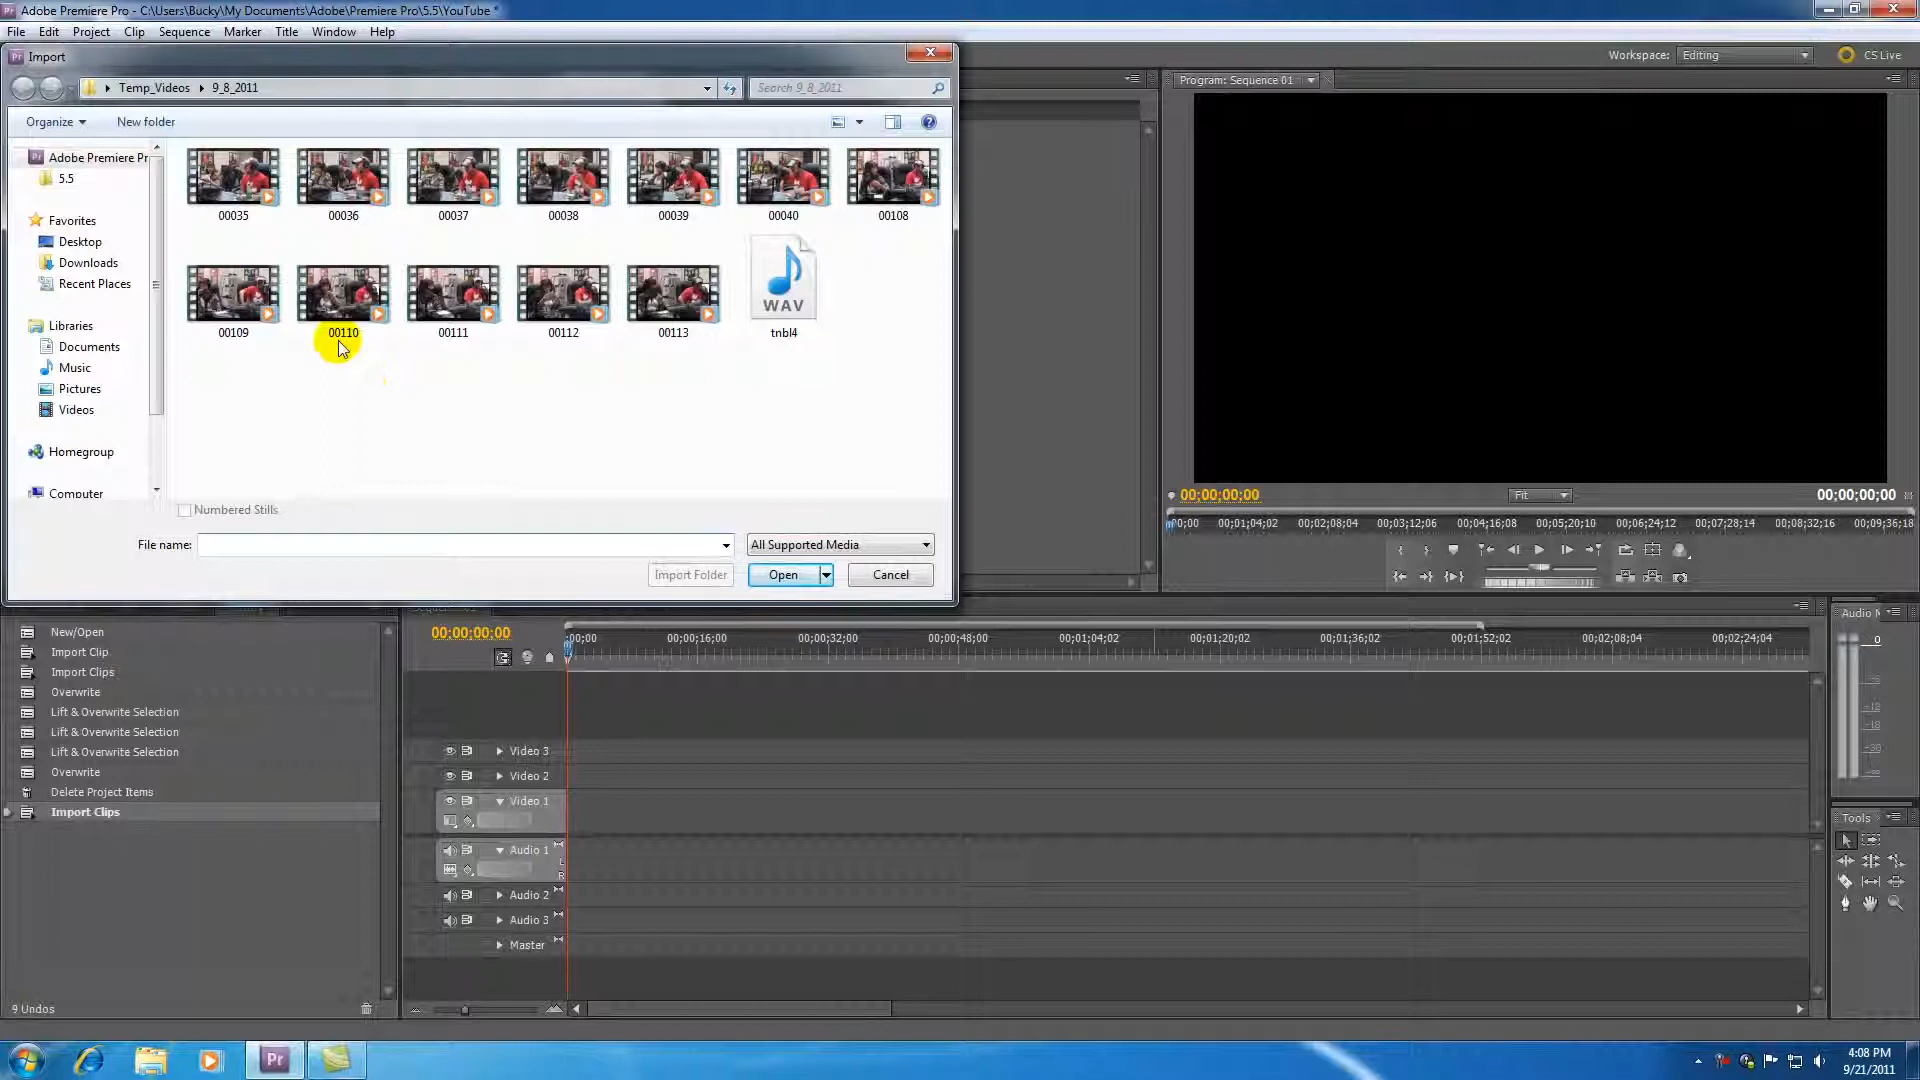 Adobe Premiere Pro - C:\Users\Bucky\My Documents\Adobe\Premiere Pro\5.5\YouTube *
File Edit Project Clip Sequence Marker Title Window Help
Import
Workspace: Editing
CS Live
Temp_Videos 9_8_2011
Search 9_8_2011
Program: Sequence 01
Organize New folder
Adobe Premiere Pr
5.5
Favorites
Desktop
Downloads
Recent Places
Libraries
Documents
Music
Pictures
Videos
Homegroup
Computer
00035 00036 00037 00038 00039 00040 00108
WAV
00109 00110 00111 00112 00113 tnbl4
Numbered Stills
File name:
All Supported Media
Import Folder Open Cancel
00;00;00;00 Fit 00;00;00;00
00;00 00;01;04;02 00;02;08;04 00;03;12;06 00;04;16;08 00;05;20;10 00;06;24;12 00;07;28;14 00;08;32;16 00;09;36;18
New/Open
Import Clip
Import Clips
Overwrite
Lift & Overwrite Selection
Lift & Overwrite Selection
Lift & Overwrite Selection
Overwrite
Delete Project Items
Import Clips
9 Undos
00;00;00;00
:00;00 00;00;16;00 00;00;32;00 00;00;48;00 00;01;04;02 00;01;20;02 00;01;36;02 00;01;52;02 00;02;08;04 00;02;24;04
Video 3
Video 2
Video 1
Audio 1
L
R
Audio 2
Audio 3
Master
Audio
0
-12
-18
-30
Tools
Pr
4:08 PM
9/21/2011